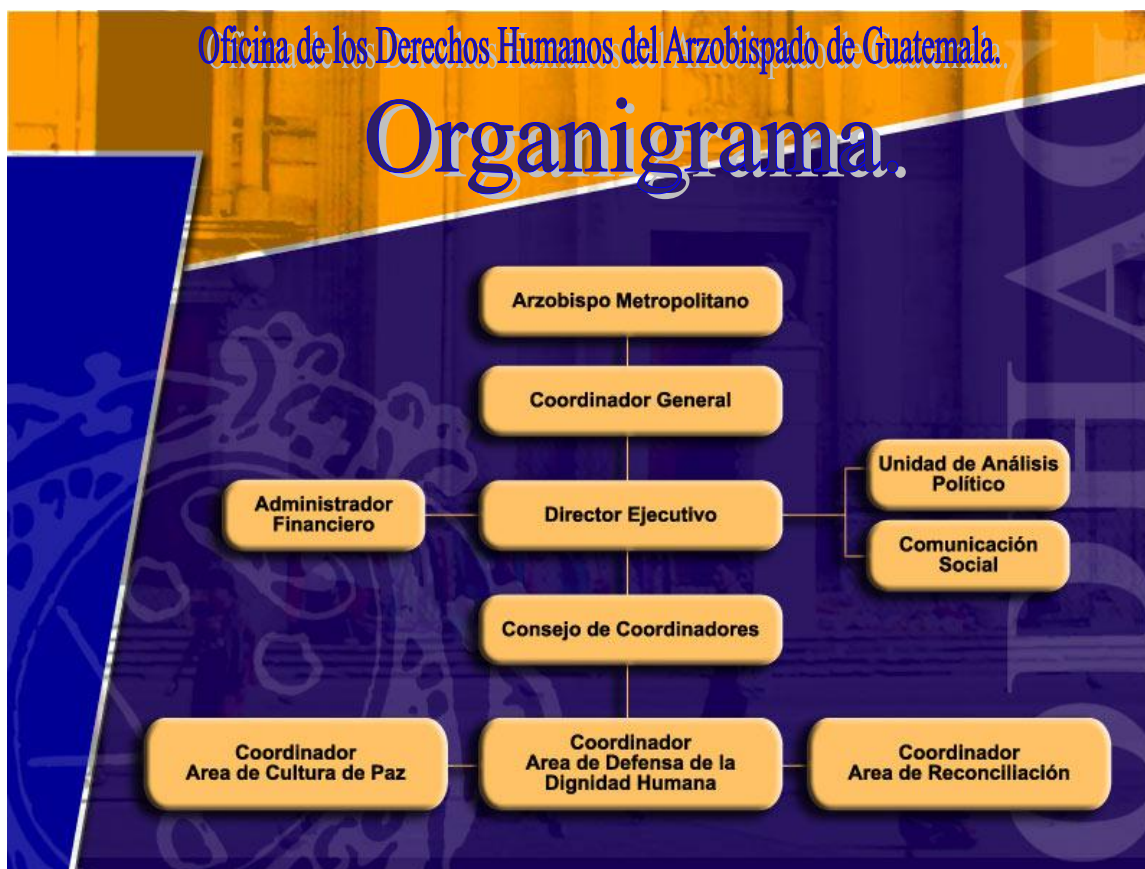 Oficina de los Derechos Humanos del Arzobispado de Guatemala.
Organigrama.
Arzobispo Metropolitano
Coordinador General
Administrador
Financiero
Director Ejecutivo
Unidad de Análisis
Político
Comunicación
Social
Consejo de Coordinadores
Coordinador
Area de Cultura de Paz
Coordinador
Area de Defensa de la
Dignidad Humana
Coordinador
Area de Reconciliación
ODHAG